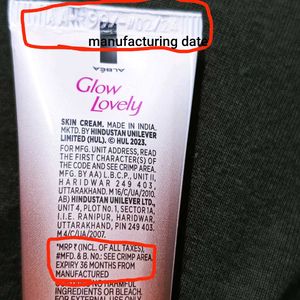 manufacturing date
ALBÉA
Glow
Lovely
SKIN CREAM. MADE IN INDIA.
MKTD. BY HINDUSTAN UNILEVER
LIMITED (HUL). © HUL 2023.
FOR MFG. UNIT ADDRESS, READ
THE FIRST CHARACTER(S) OF
THE CODE AND SEE CRIMP AREA.
MFG. BY AA) L.B.C.P., UNIT II,
HARIDWAR 249 403,
UTTARAKHAND,
AB) HINDUSTAN UNILEVER LTD.,
UNIT 4, PLOT No. 1, SECTOR 1A,
I.I.E. RANIPUR, HARIDWAR,
UTTARAKHAND, PIN 249 403.
M 4/C/UA/2007
*MRP ₹ (INCL. OF ALL TAXES),
#MFD. & B. NO.: SEE CRIMP AREA
EXPIRY 36 MONTHS FROM
MANUFACTURED
NO HARMFUL
INGREDIENTS OR BLEACH.
FOR EXTERNAL USE ONLY